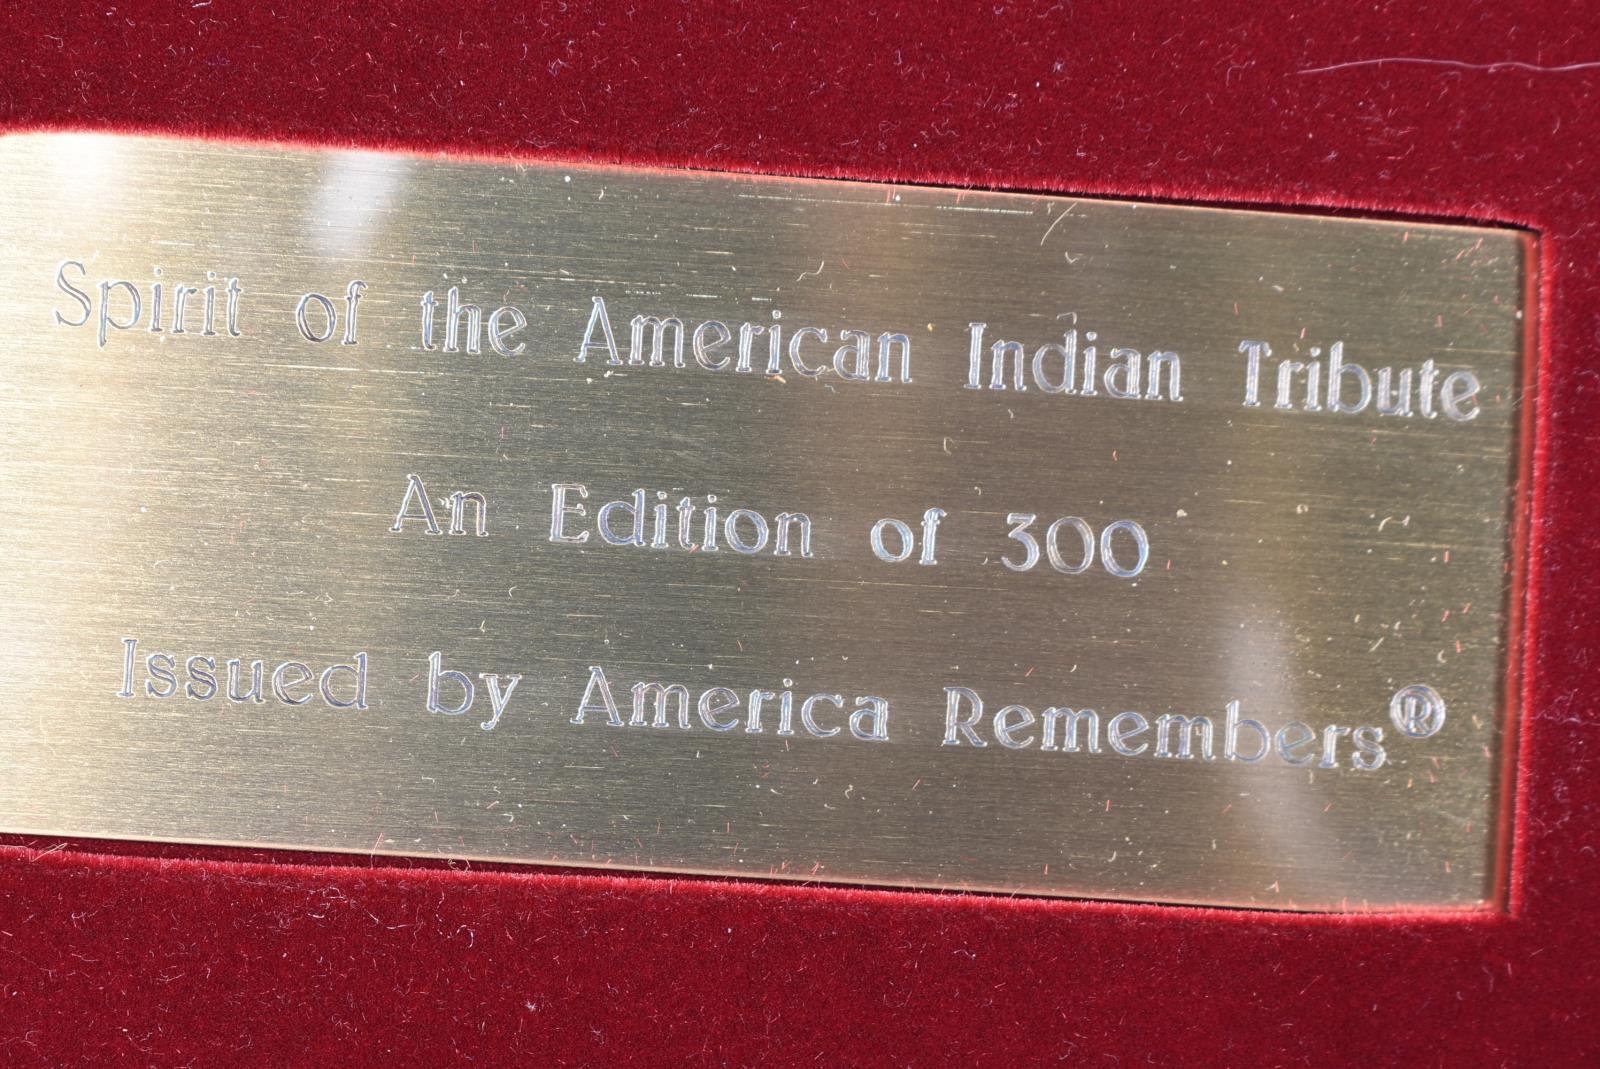 Spirit of the American Indian Tribute
An Edition of 300
Issued by America Remembers®